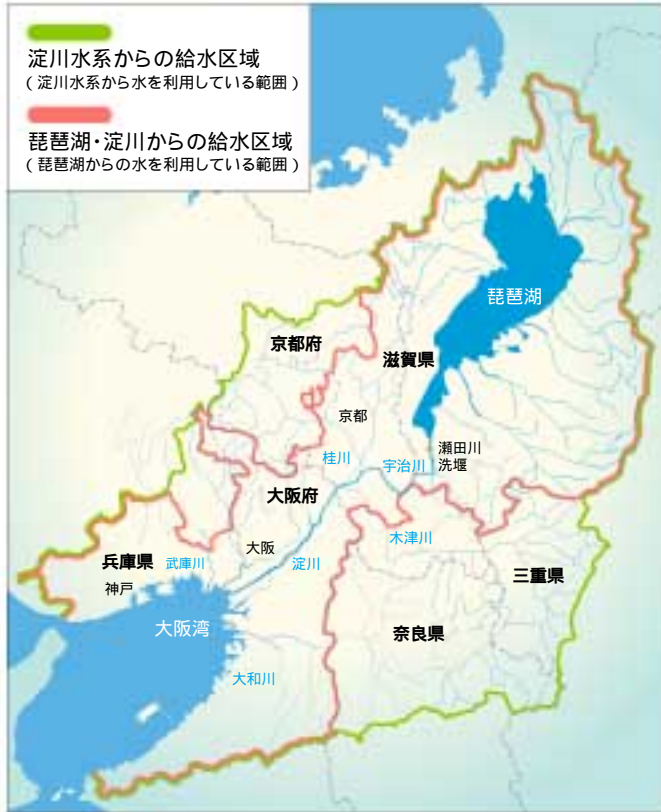 淀川水系からの給水区域
(淀川水系から水を利用している範囲)
琵琶湖・淀川からの給水区域
(琵琶湖からの水を利用している範囲)
琵琶湖
京都府
滋賀県
京都
瀬田川
洗堰
桂川
宇治川
大阪府
木津川
兵庫県
武庫川
大阪
淀川
三重県
神戸
大阪湾
奈良県
大和川